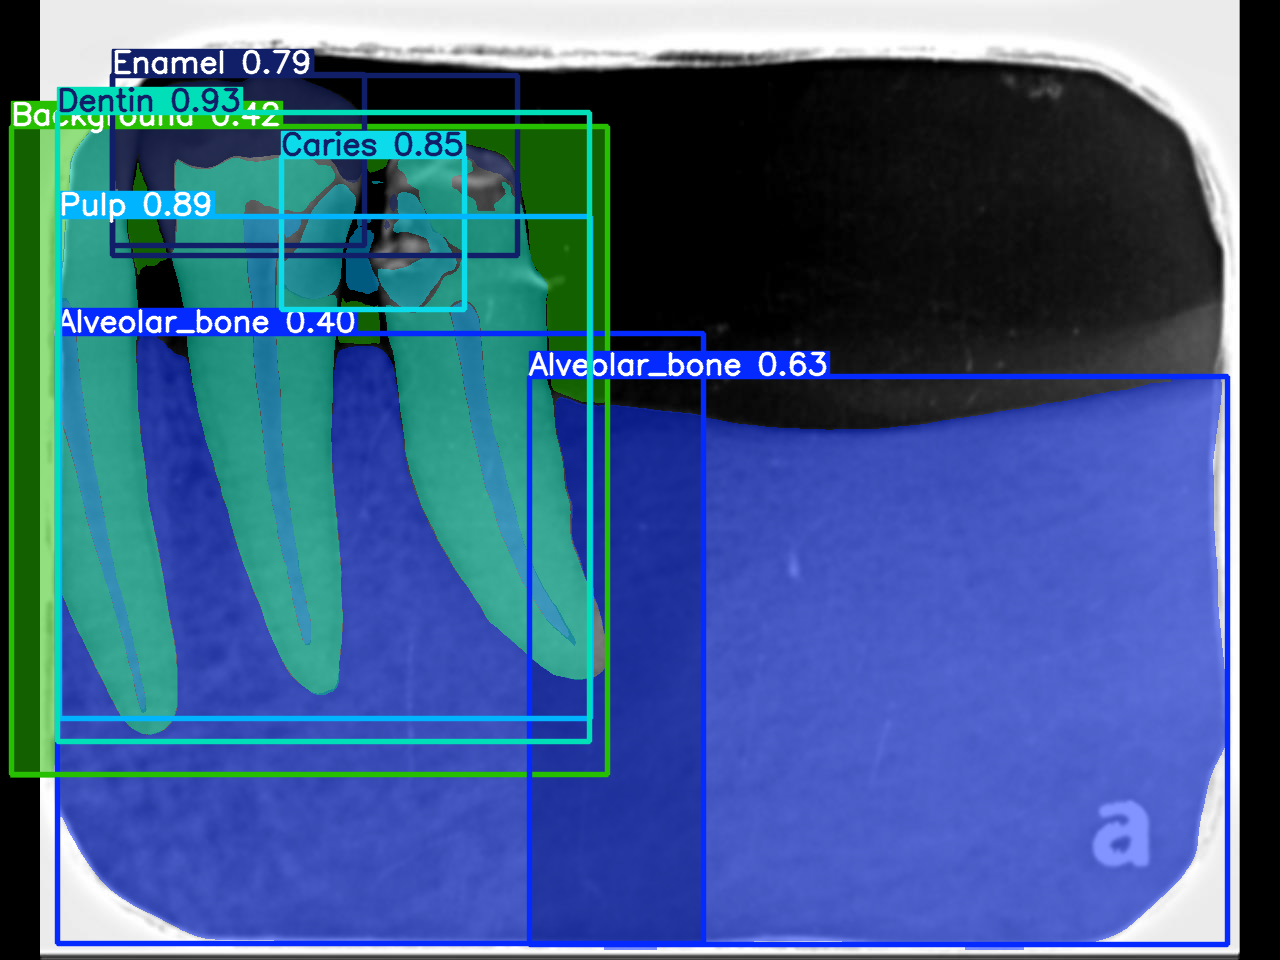 Enamel 0.79
Dentin 0.93
Background 0.42
Caries 0.85
Pulp 0.89
Alveolar_bone 0.40
Alveolar_bone 0.63
a